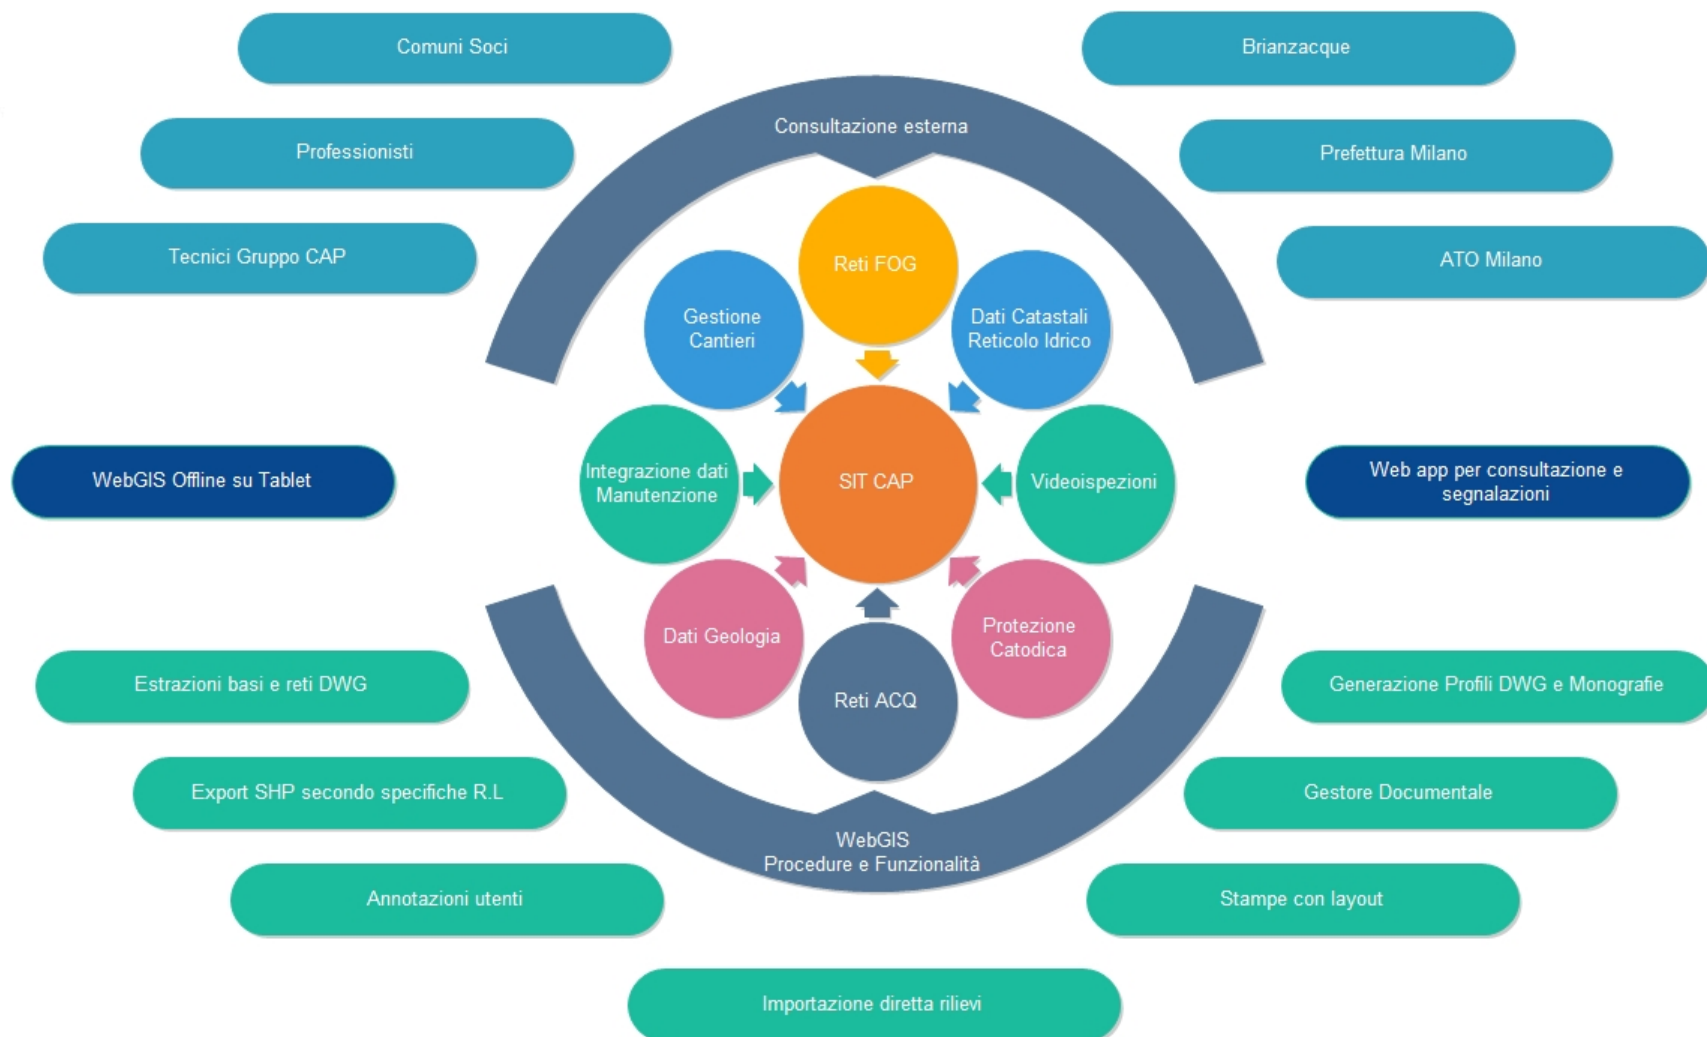 Comuni Soci
Brianzacque
Consultazione esterna
Professionisti
Prefettura Milano
Tecnici Gruppo CAP
ATO Milano
Reti FOG
Gestione
Cantieri
Dati Catastali
Reticolo Idrico
WebGIS Offline su Tablet
Integrazione dati
Manutenzione
SIT CAP
Videoispezioni
Web app per consultazione e
segnalazioni
Dati Geologia
Protezione
Catodica
Reti ACQ
Estrazioni basi e reti DWG
Generazione Profili DWG e Monografie
Export SHP secondo specifiche R.L
Gestore Documentale
WebGIS
Procedure e Funzionalità
Annotazioni utenti
Stampe con layout
Importazione diretta rilievi